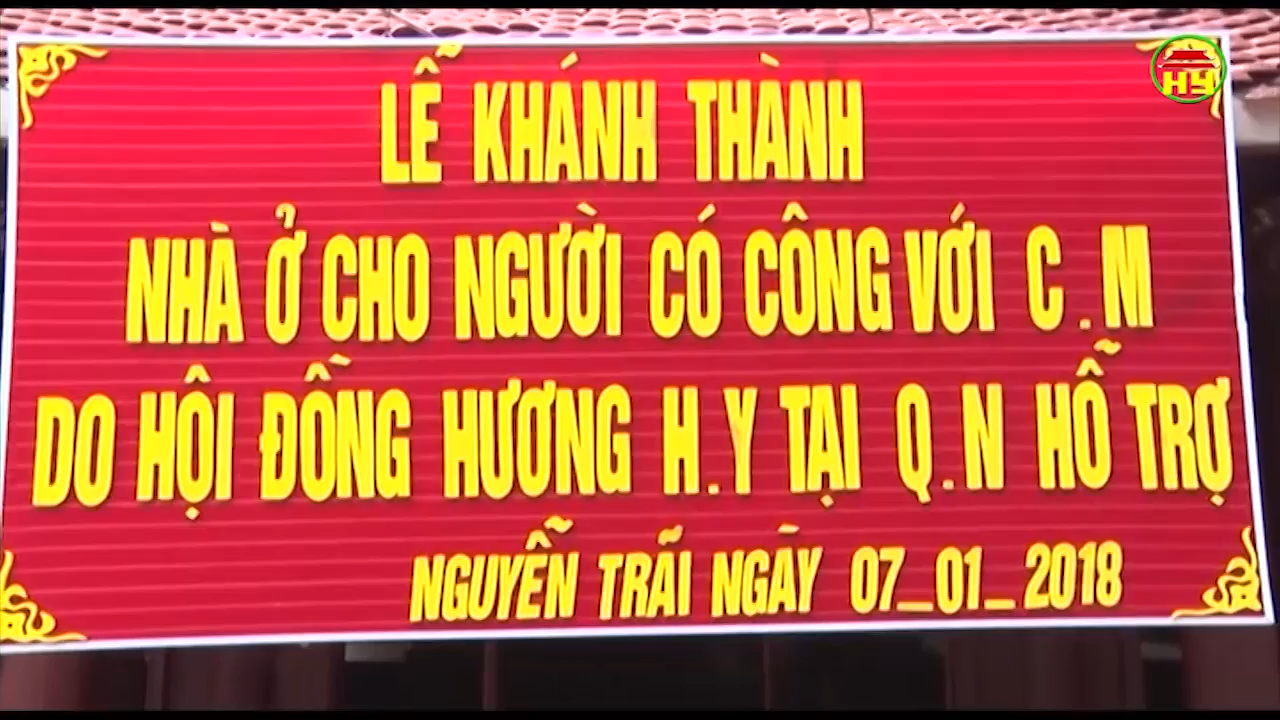 HY
LỄ KHÁNH THÀNH
NHÀ Ở CHO NGƯỜI CÓ CÔNG VỚI C.M
DO HỘI ĐỒNG HƯƠNG H.Y TẠI Q.N HỖ TRỢ
NGUYỄN TRÃI NGÀY 07_01_2018